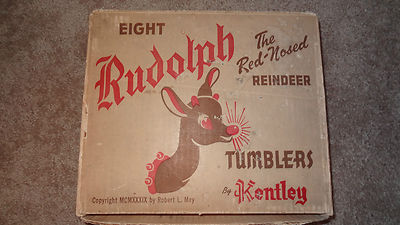 EIGHT
Rudolph
The
Red-Nosed
REINDEER
TUMBLERS
By Kentley
Copyright MCMXXXIX by Robert L. May